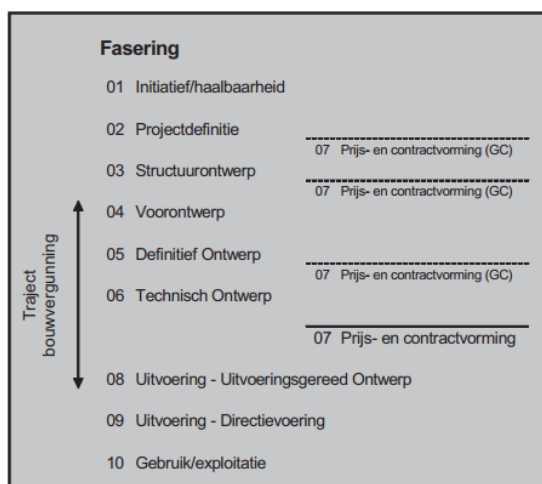 Fasering
01 Initiatief/haalbaarheid
02 Projectdefinitie
07 Prijs- en contractvorming (GC)
03 Structuurontwerp
07 Prijs- en contractvorming (GC)
04 Voorontwerp
05 Definitief Ontwerp
07 Prijs- en contractvorming (GC)
06 Technisch Ontwerp
07 Prijs- en contractvorming
08 Uitvoering - Uitvoeringsgereed Ontwerp
09 Uitvoering - Directievoering
10 Gebruik/exploitatie
Traject
bouwvergunning